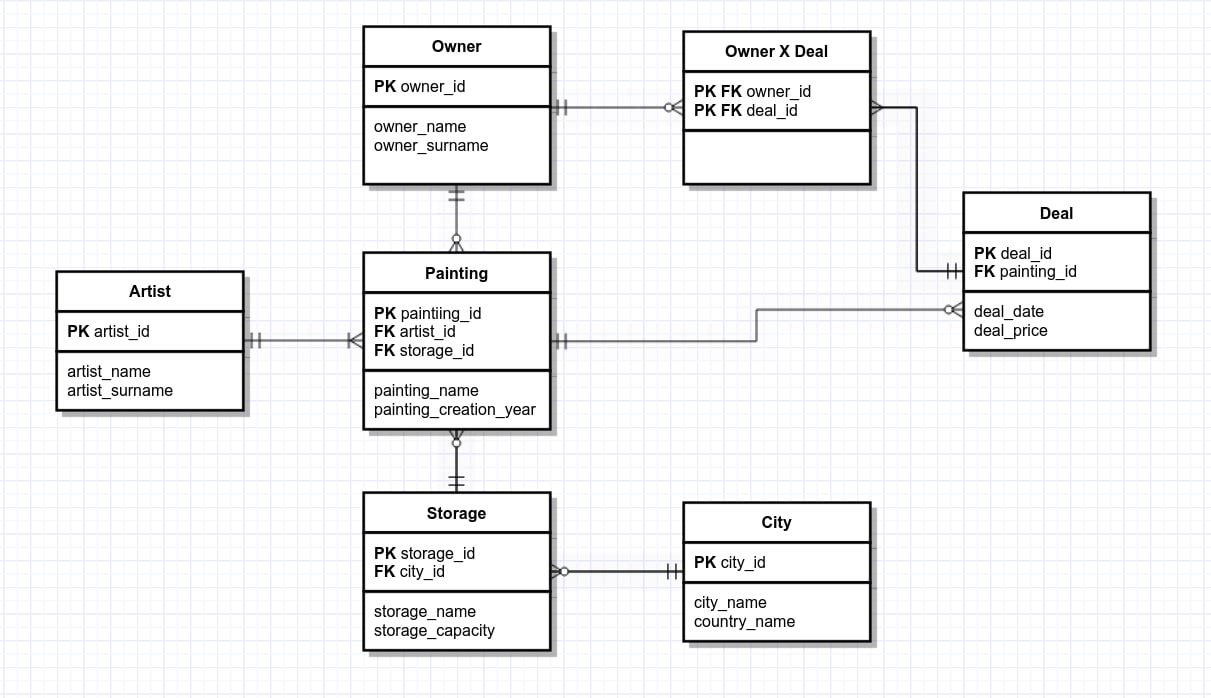 Owner
PK owner_id
owner_name
owner_surname
Owner X Deal
PK FK owner_id
PK FK deal_id
Deal
PK deal_id
FK painting_id
deal_date
deal_price
Artist
PK artist_id
artist_name
artist_surname
Painting
PK paintiing_id
FK artist_id
FK storage_id
painting_name
painting_creation_year
Storage
PK storage_id
FK city_id
storage_name
storage_capacity
City
PK city_id
city_name
country_name